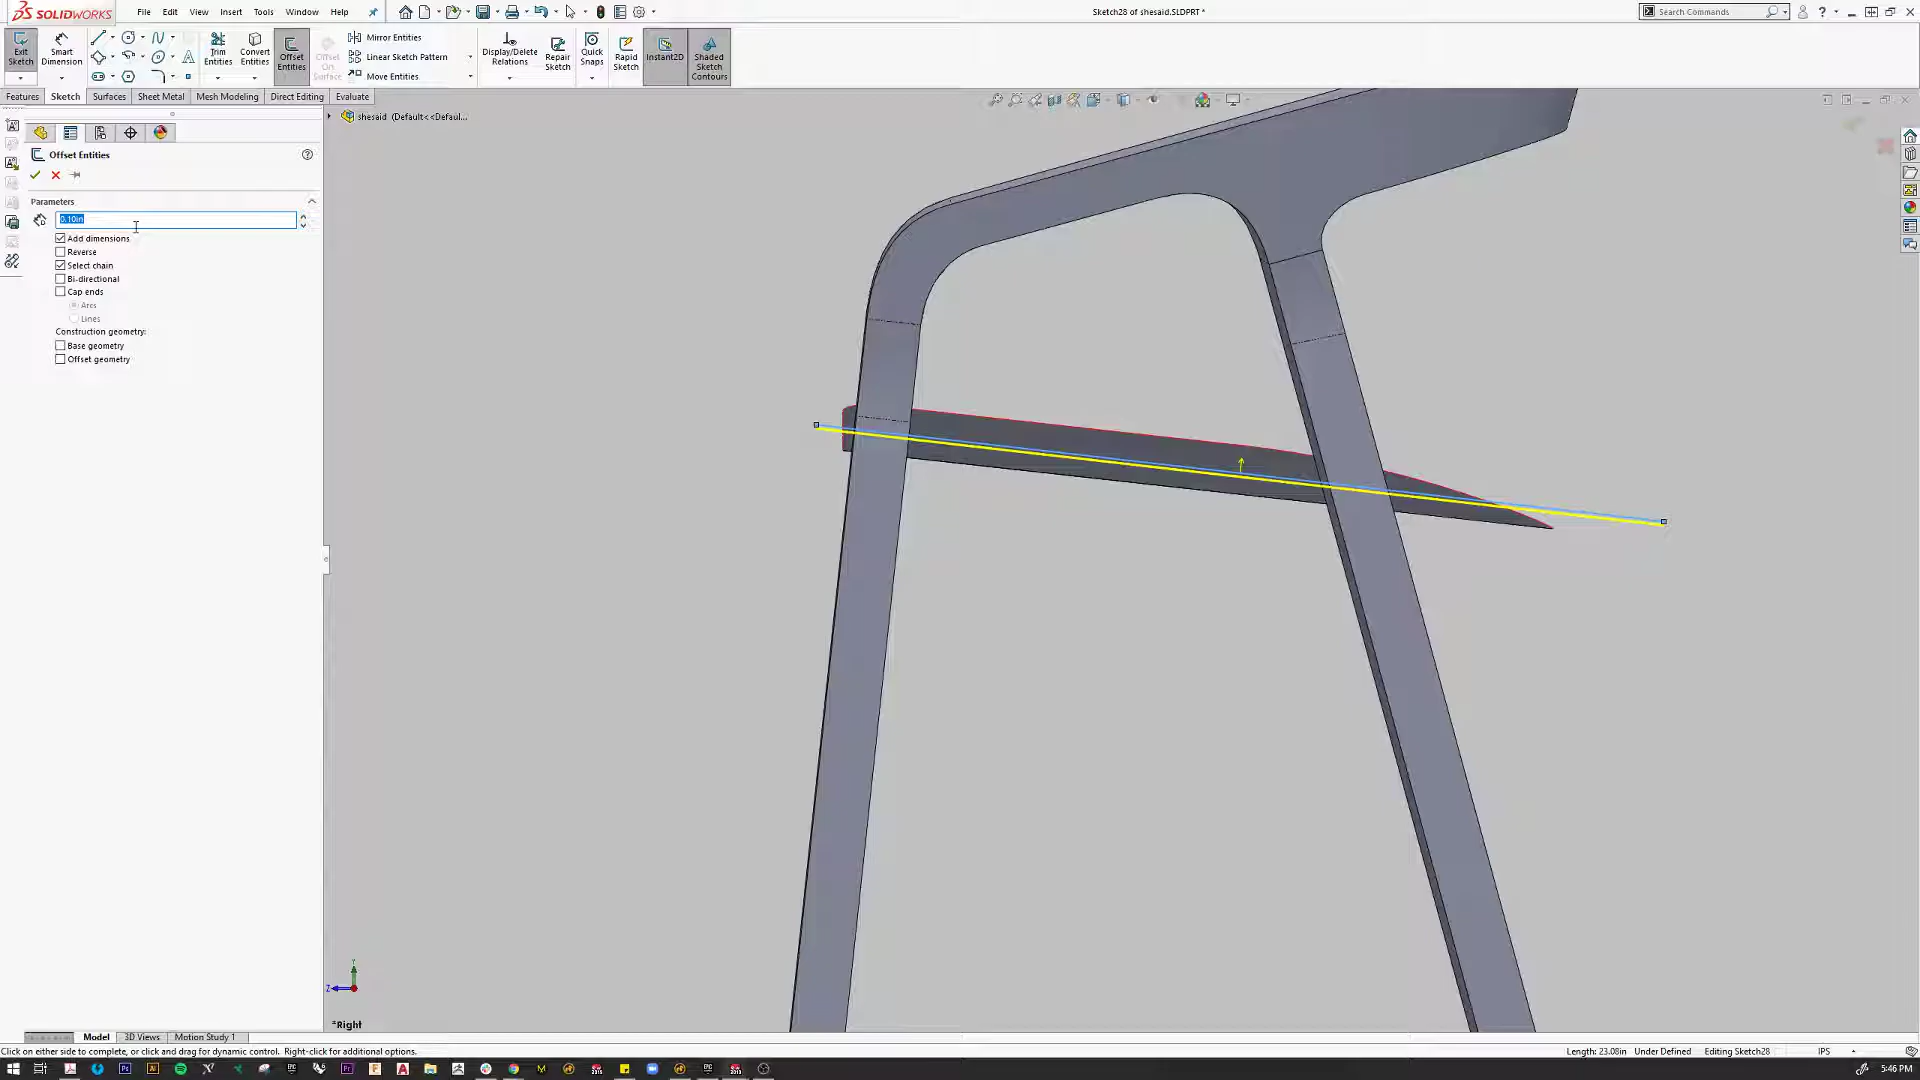 SOLIDWORKS
File Edit View Insert Tools Window Help
Sketch28 of shesaid.SLDPRT *
Search Commands
Exit Sketch
Smart Dimension
Trim Entities
Convert Entities
Offset Entities
Offset On Surface
Mirror Entities
Linear Sketch Pattern
Move Entities
Display/Delete Relations
Repair Sketch
Quick Snaps
Rapid Sketch
Instant2D
Shaded Sketch Contours
Features Sketch Surfaces Sheet Metal Mesh Modeling Direct Editing Evaluate
shesaid (Default<<Defaul...
Offset Entities
Parameters
0.10in
Add dimensions
Reverse
Select chain
Bi-directional
Cap ends
Arcs
Lines
Construction geometry:
Base geometry
Offset geometry
Y
Z
*Right
Model 3D Views Motion Study 1
Click on either side to complete, or click and drag for dynamic control. Right-click for additional options.
Length: 23.08in Under Defined Editing Sketch28 IPS
5:46 PM